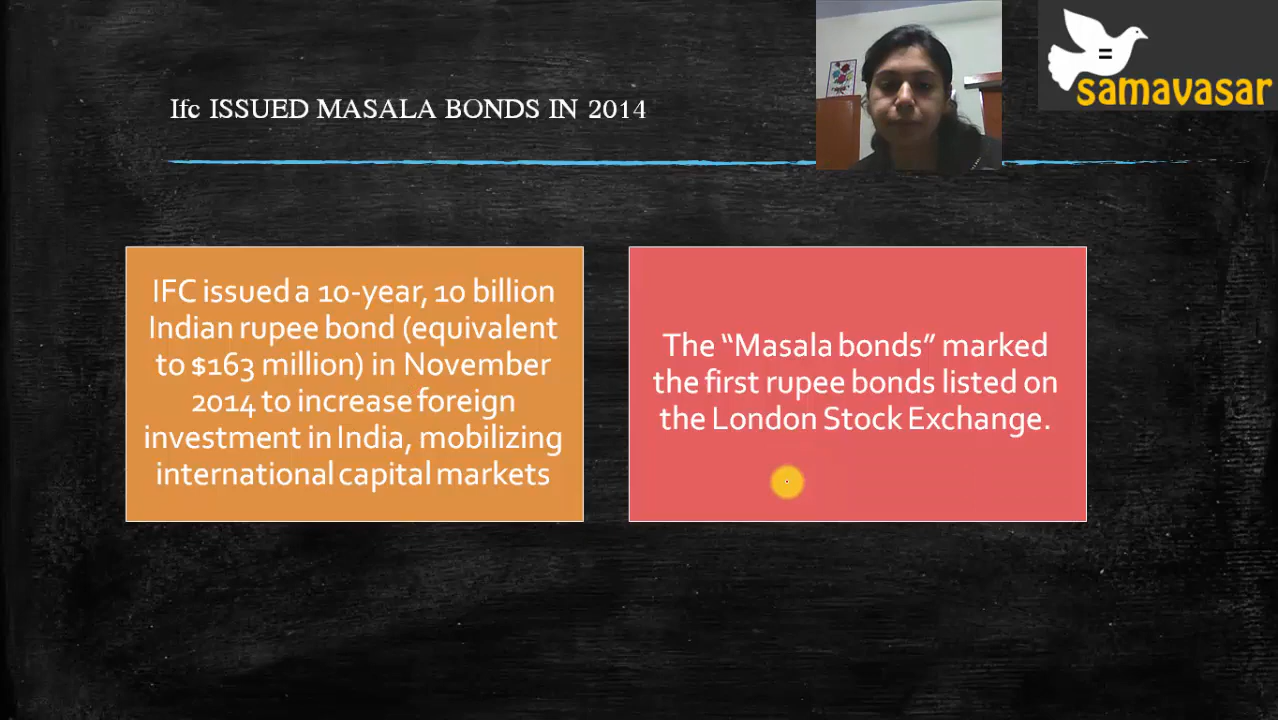 Ifc ISSUED MASALA BONDS IN 2014
=
samavasar
IFC issued a 10-year, 10 billion
Indian rupee bond (equivalent
to $163 million) in November
2014 to increase foreign
investment in India, mobilizing
international capital markets
The “Masala bonds” marked
the first rupee bonds listed on
the London Stock Exchange.